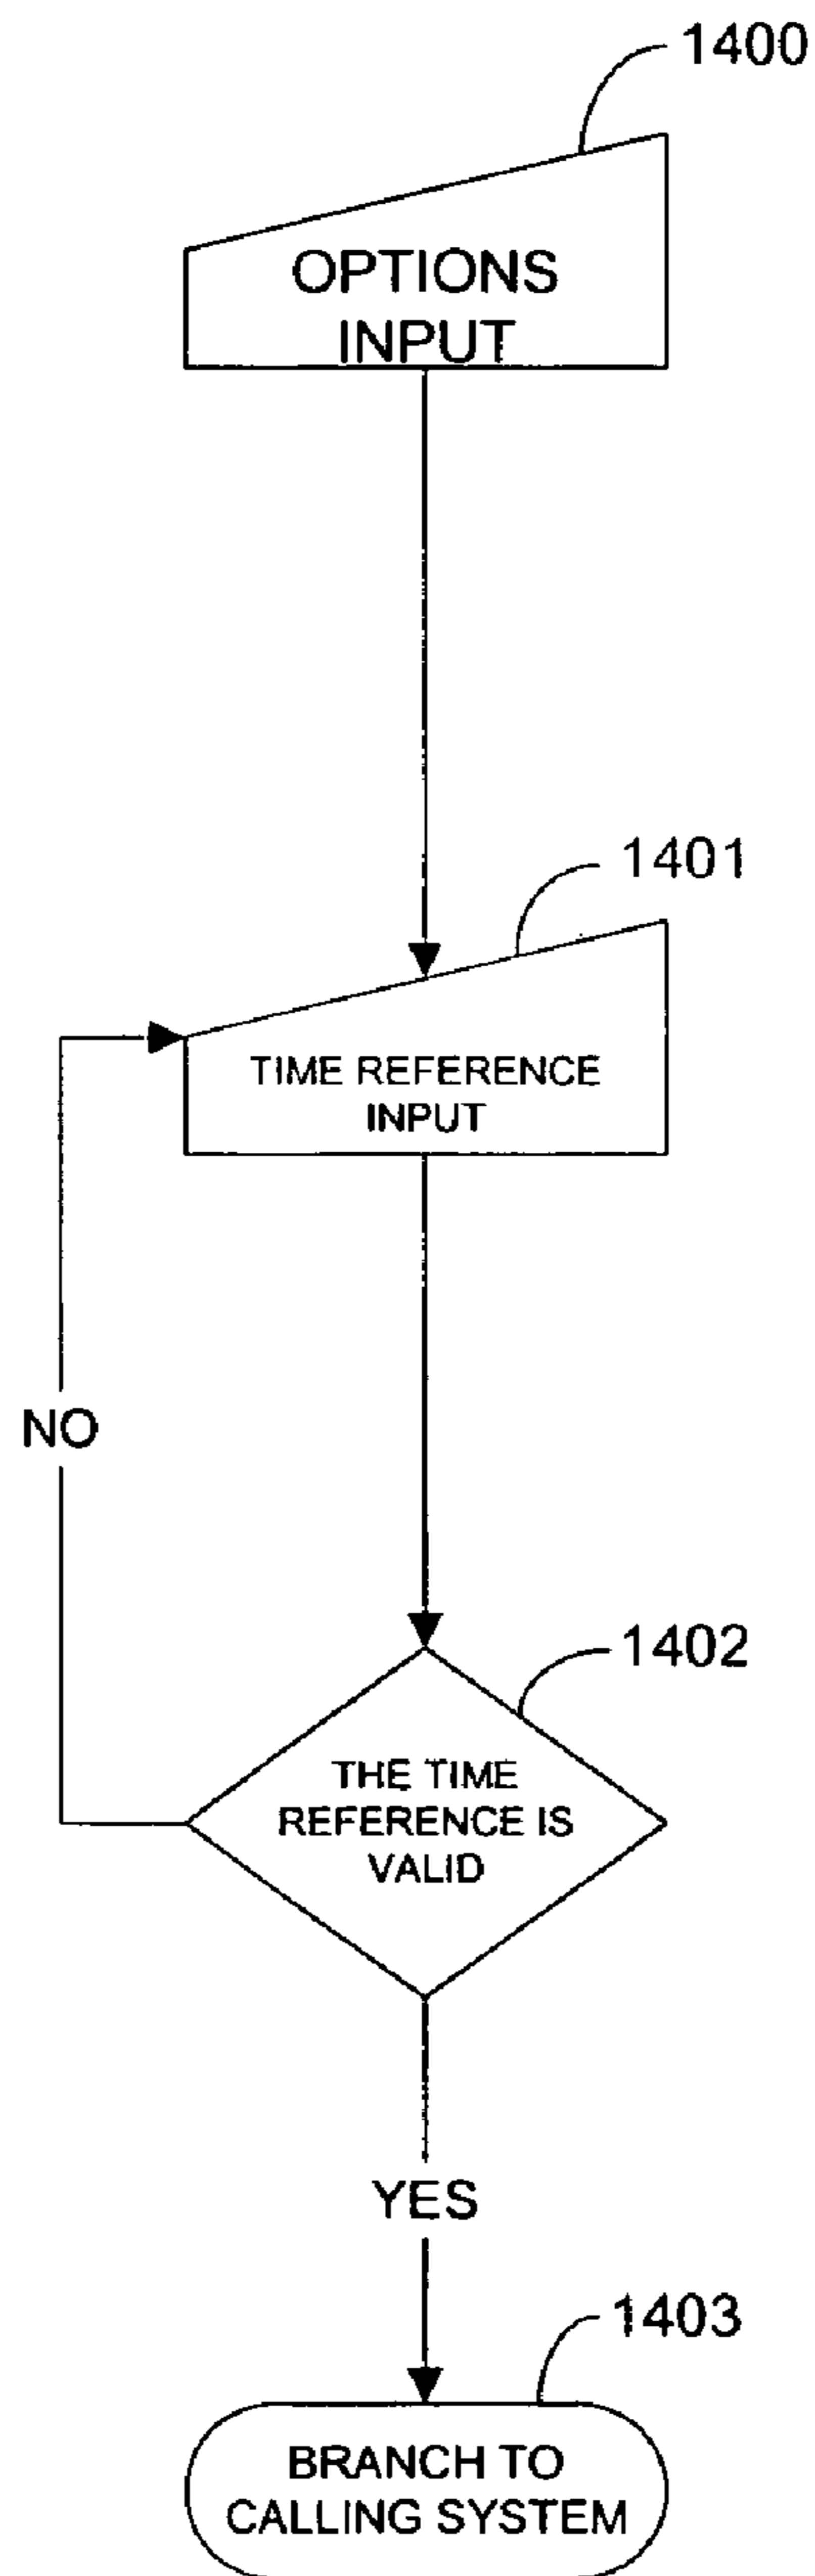 1400
OPTIONS
INPUT
1401
TIME REFERENCE
INPUT
NO
1402
THE TIME
REFERENCE IS
VALID
YES
1403
BRANCH TO
CALLING SYSTEM